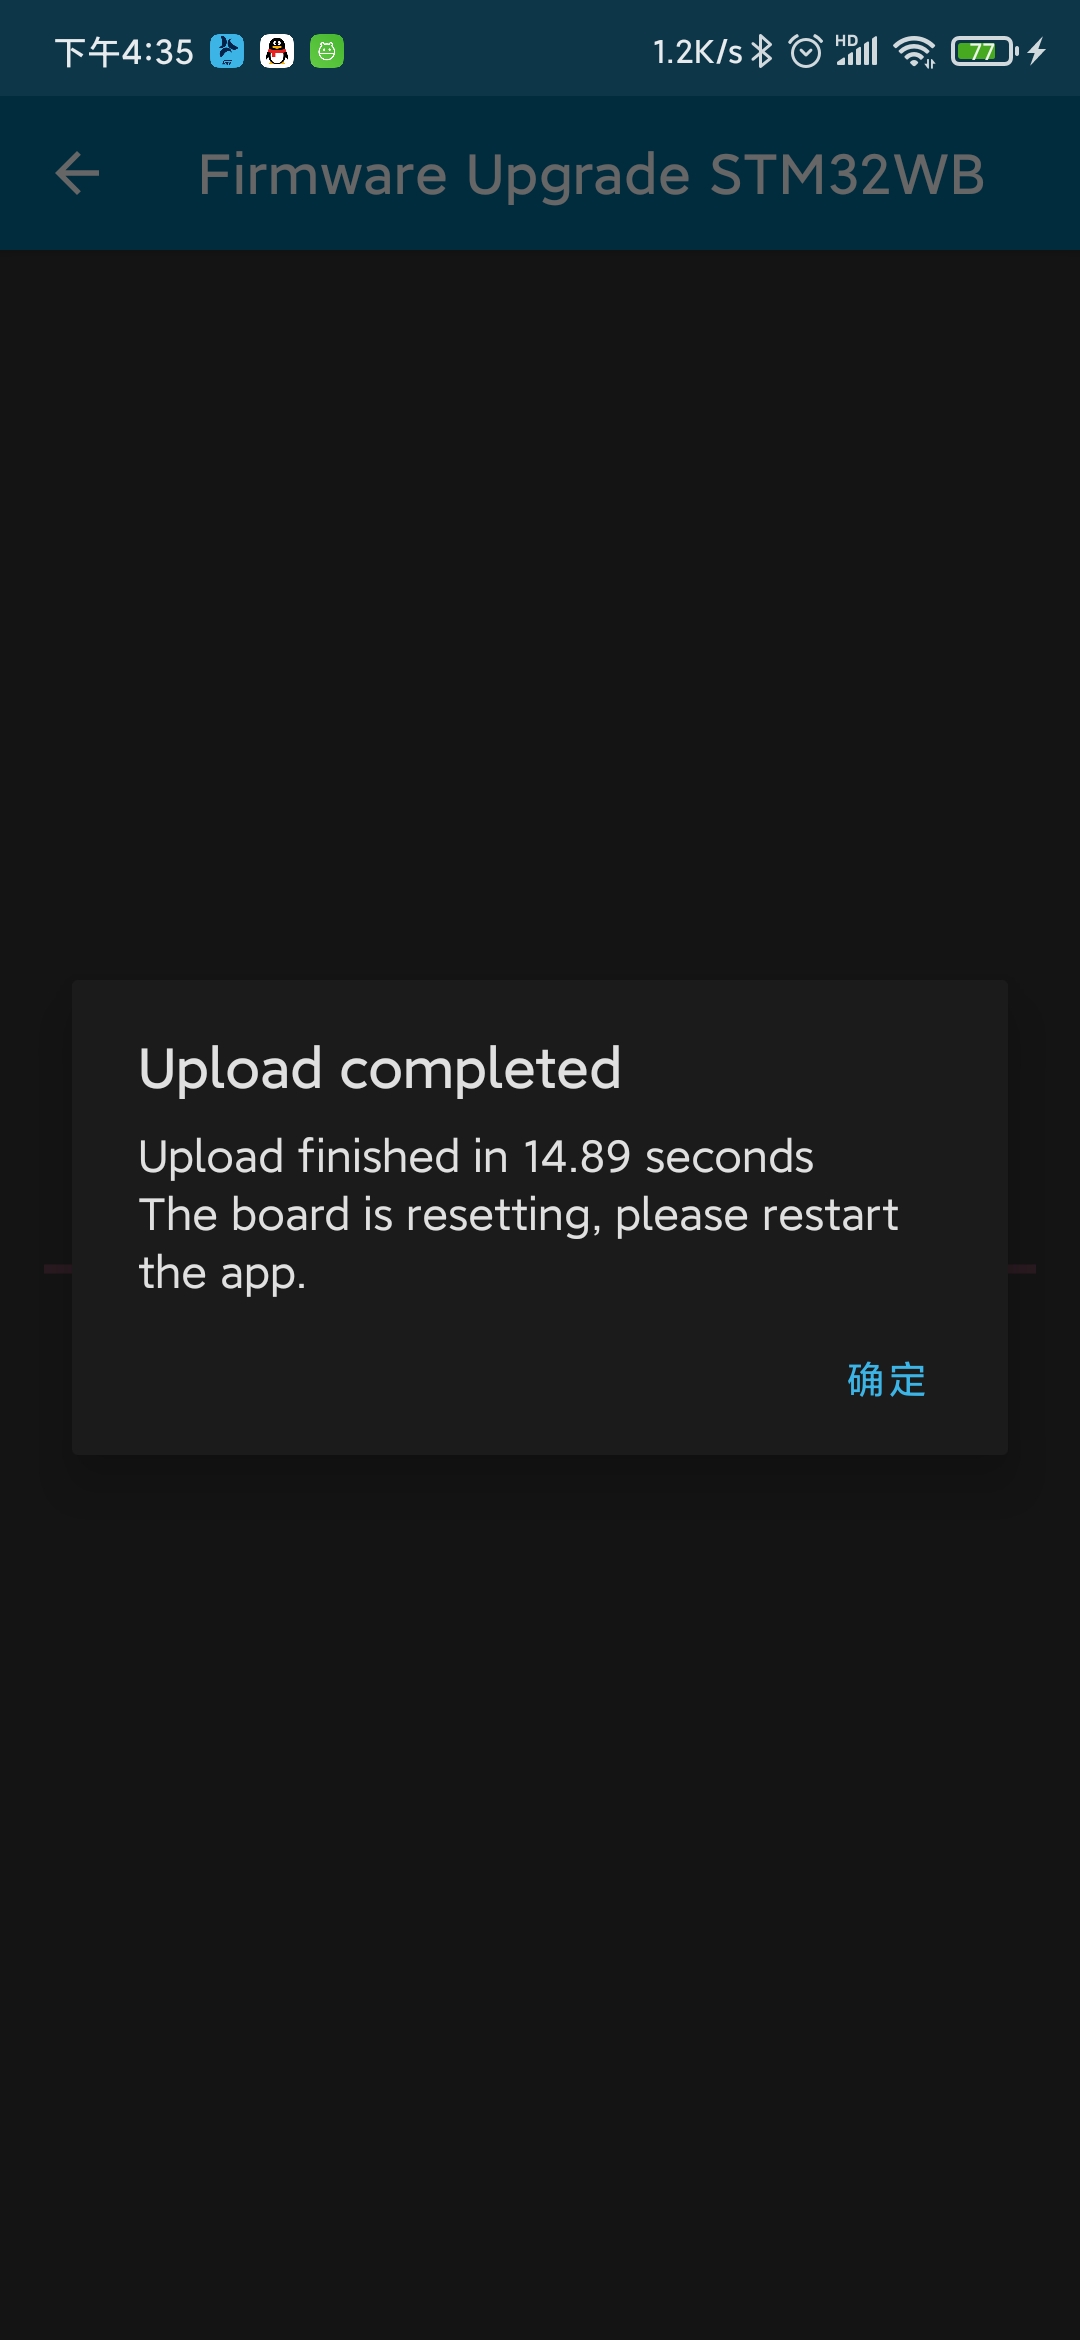 下午4:35 1.2K/s HD 77
Firmware Upgrade STM32WB
Upload completed
Upload finished in 14.89 seconds
The board is resetting, please restart
the app.
确定